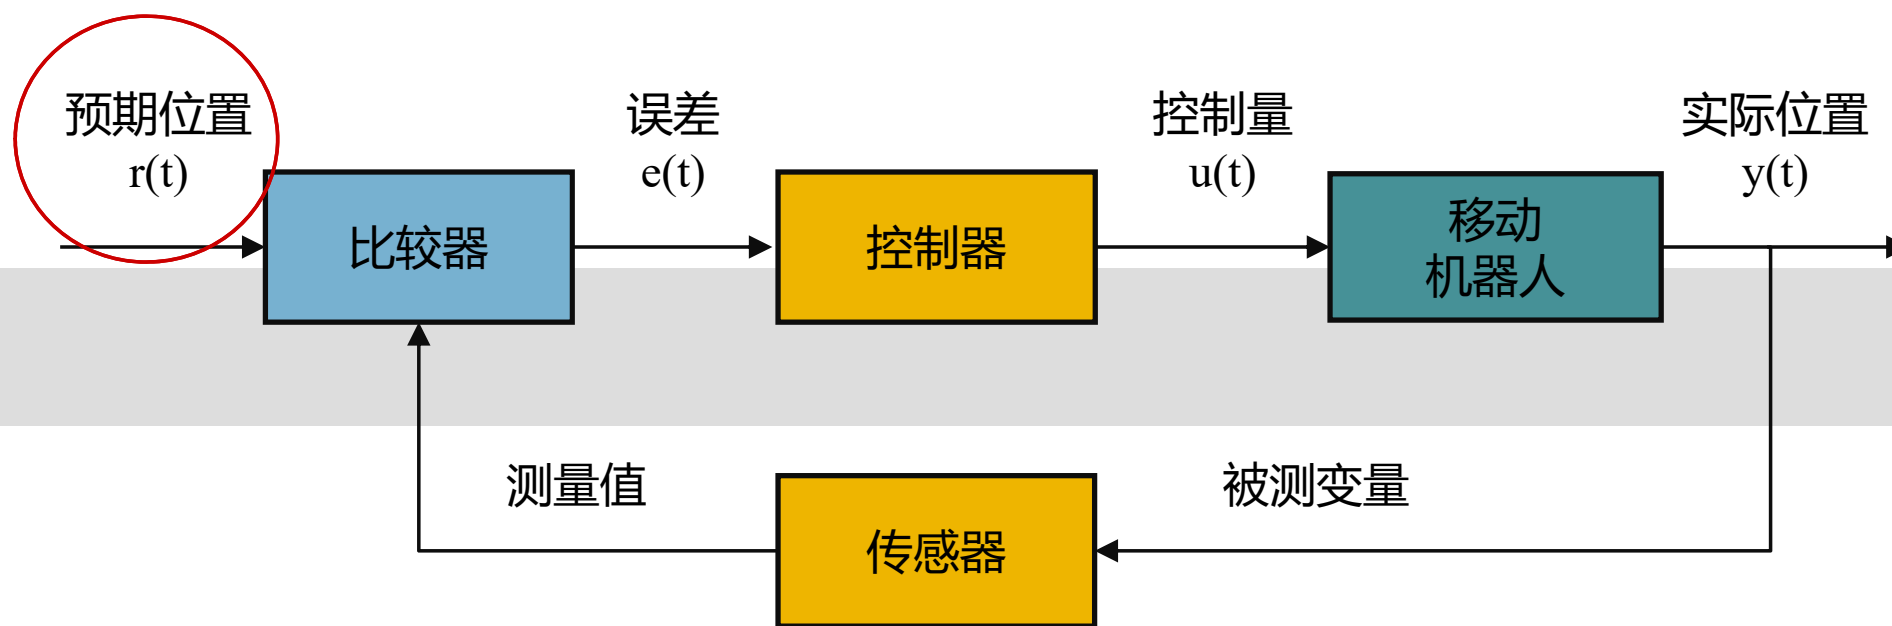 预期位置
r(t)
误差
e(t)
控制量
u(t)
实际位置
y(t)
比较器
控制器
移动
机器人
测量值
被测变量
传感器